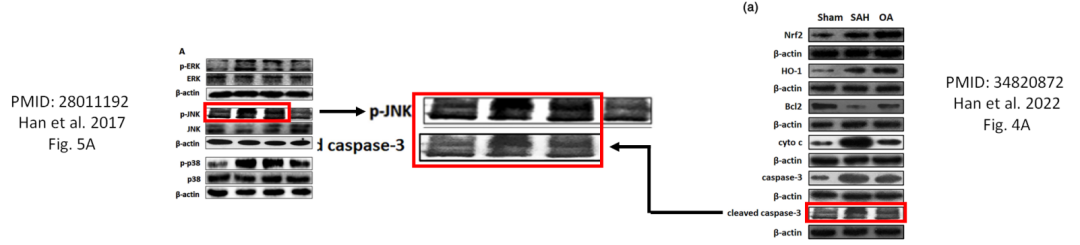 PMID: 28011192
Han et al. 2017
Fig. 5A
A
p-ERK
ERK
β-actin
p-JNK
JNK
β-actin
p-p38
p38
β-actin
p-JNK
d caspase-3
(a)
Sham SAH OA
Nrf2
β-actin
HO-1
β-actin
Bcl2
β-actin
cyto c
β-actin
caspase-3
β-actin
cleaved caspase-3
β-actin
PMID: 34820872
Han et al. 2022
Fig. 4A